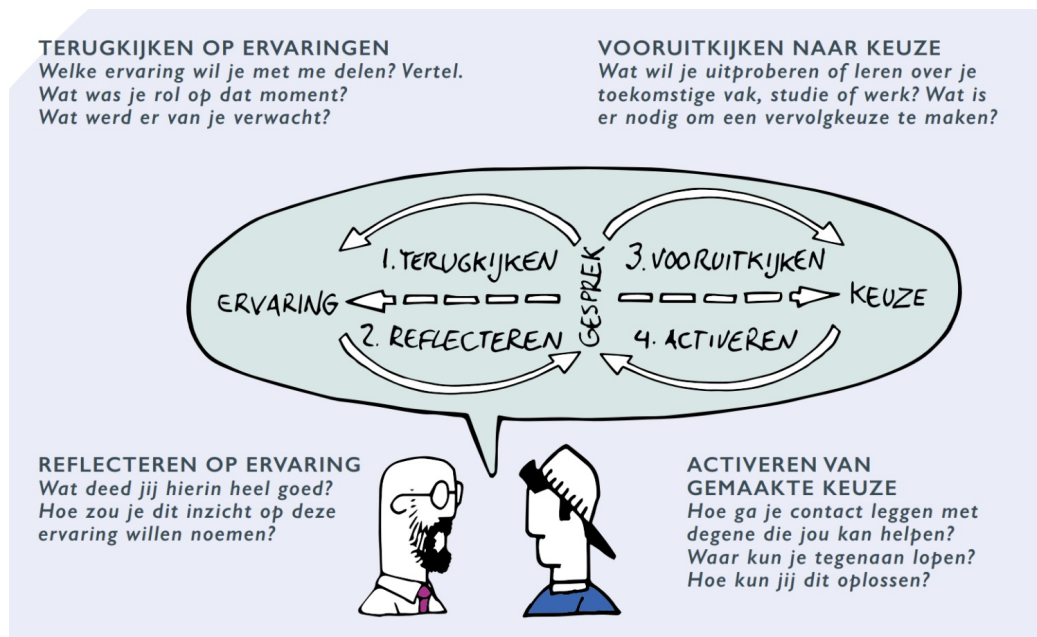 TERUGKIJKEN OP ERVARINGEN
Welke ervaring wil je met me delen? Vertel.
Wat was je rol op dat moment?
Wat werd er van je verwacht?
VOORUITKIJKEN NAAR KEUZE
Wat wil je uitproberen of leren over je
toekomstige vak, studie of werk? Wat is
er nodig om een vervolgkeuze te maken?
1. TERUGKIJKEN
3. VOORUITKIJKEN
ERVARING
GESPREK
KEUZE
2. REFLECTEREN
4. ACTIVEREN
REFLECTEREN OP ERVARING
Wat deed jij hierin heel goed?
Hoe zou je dit inzicht op deze
ervaring willen noemen?
ACTIVEREN VAN
GEMAAKTE KEUZE
Hoe ga je contact leggen met
degene die jou kan helpen?
Waar kun je tegenaan lopen?
Hoe kun jij dit oplossen?